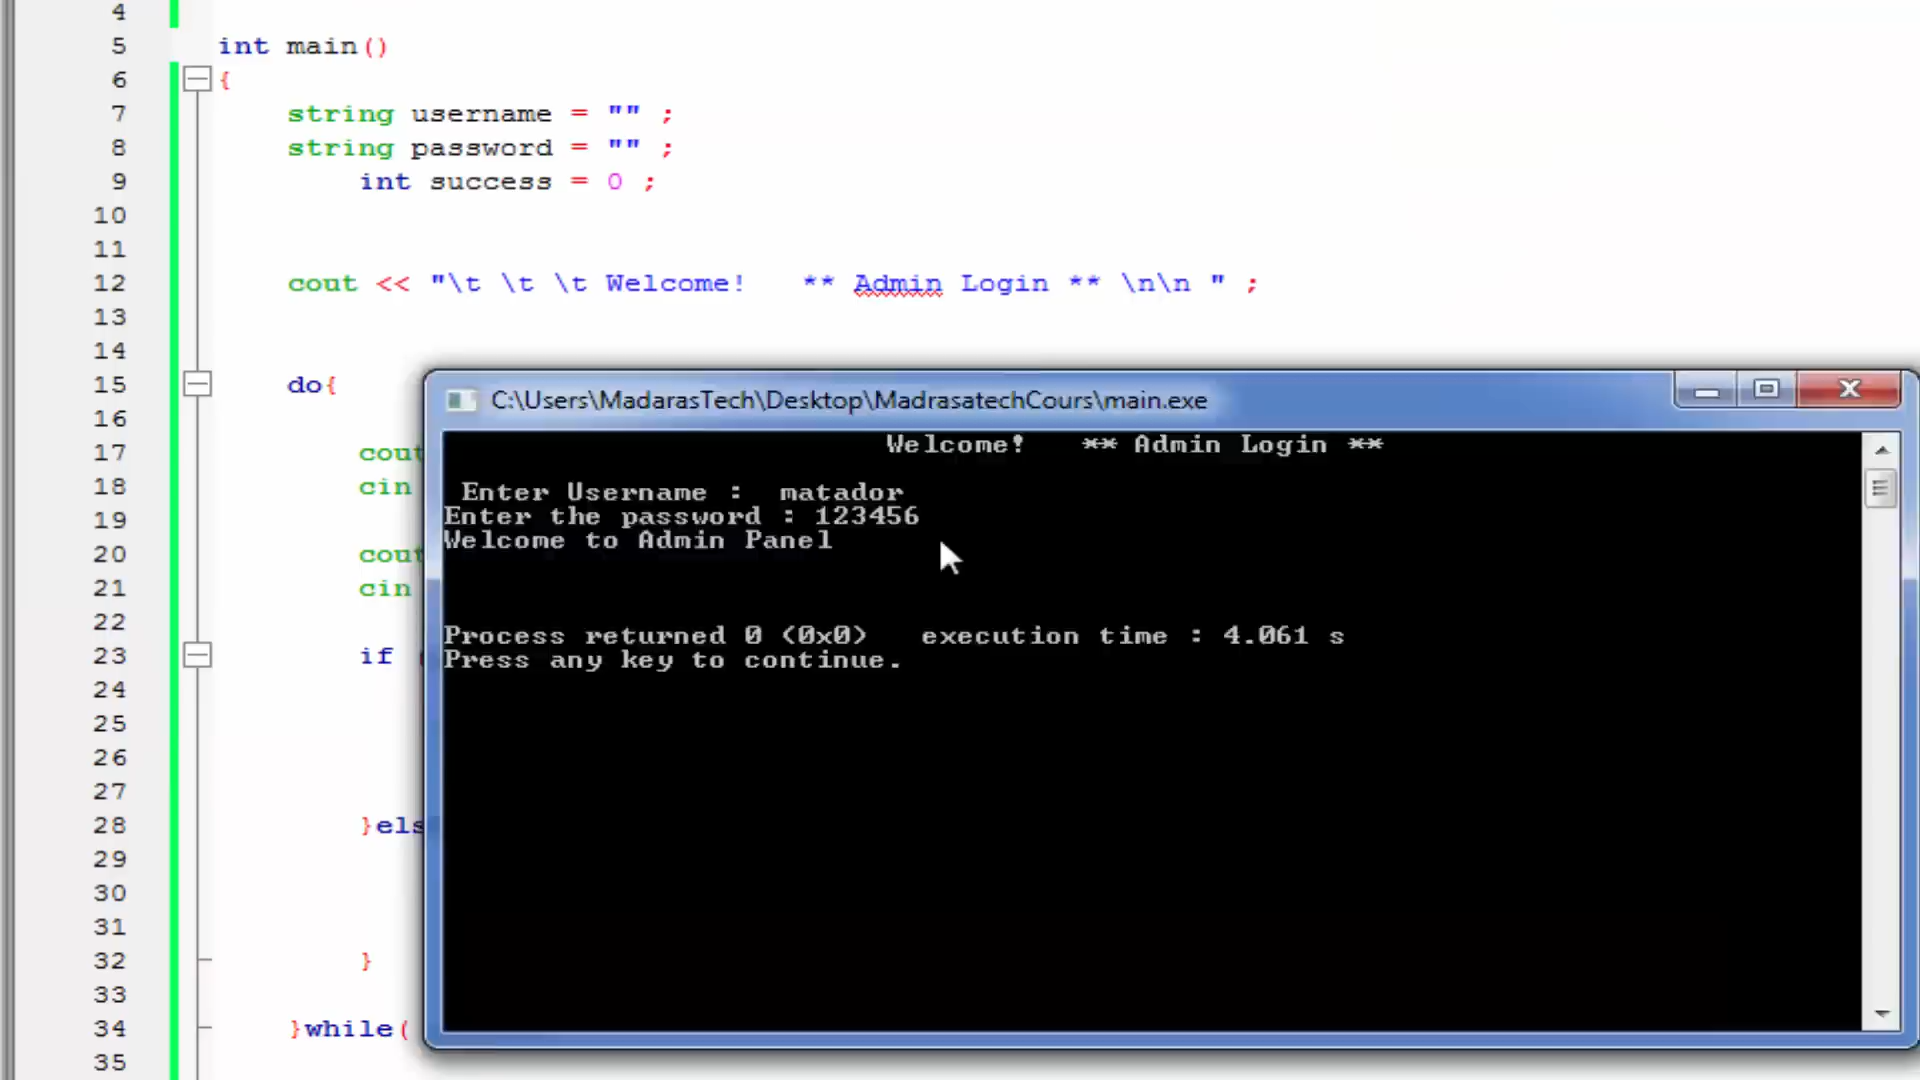 4
5 int main()
6 {
7 string username = "" ;
8 string password = "" ;
9 int success = 0 ;
10
11
12 cout << "\t \t \t Welcome!   ** Admin Login ** \n\n " ;
13
14
15 do{
16
17 cout
18 cin
19
20 cout
21 cin
22
23 if
24
25
26
27
28 }els
29
30
31
32 }
33
34 }while(
35
C:\Users\MadarasTech\Desktop\MadrasatechCours\main.exe
Welcome!   ** Admin Login **
Enter Username :  matador
Enter the password : 123456
Welcome to Admin Panel
Process returned 0 (0x0)   execution time : 4.061 s
Press any key to continue.